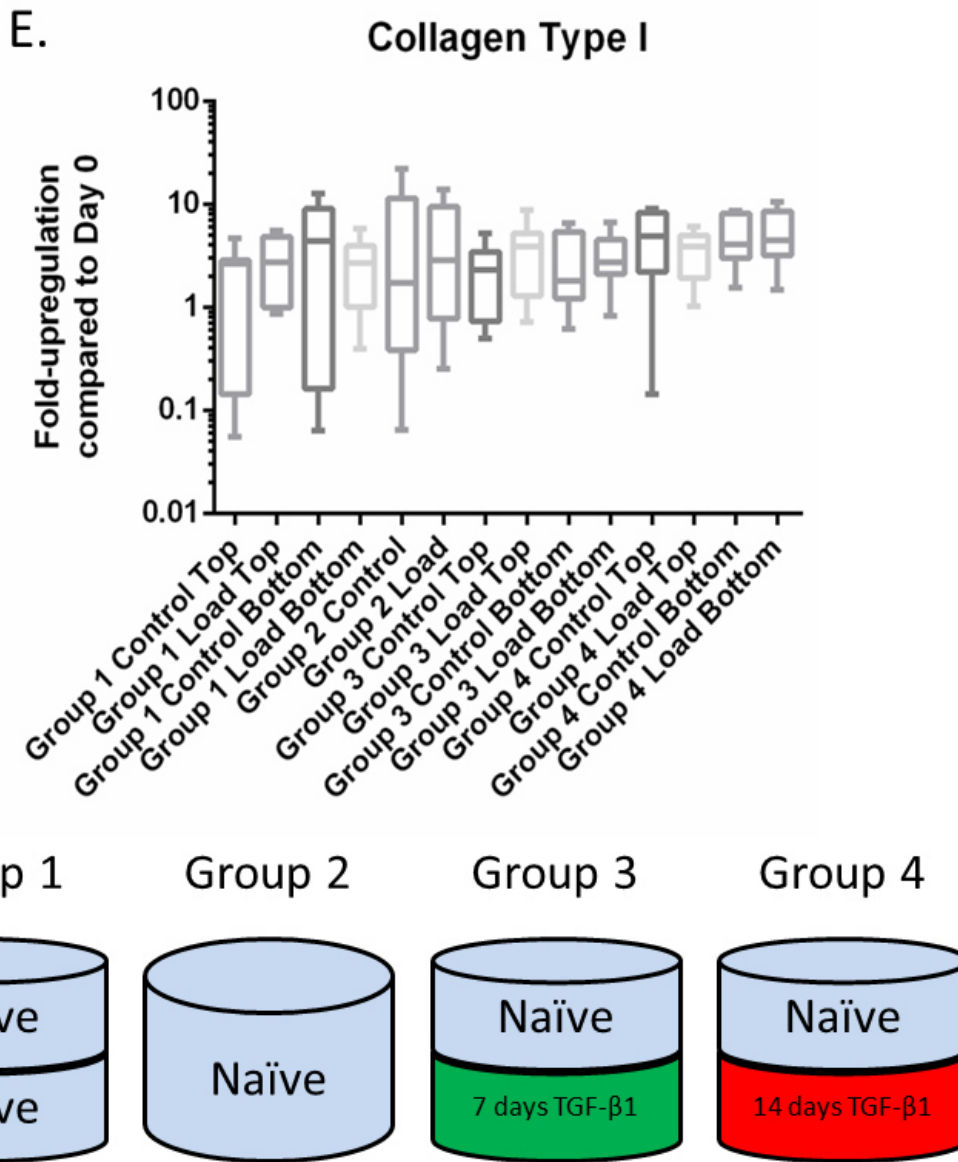 E.
Collagen Type I
Fold-upregulation
compared to Day 0
100
10
1
0.1
0.01
Group 1 Control Top
Group 1 Load Top
Group 1 Control Bottom
Group 1 Load Bottom
Group 2 Control
Group 2 Load
Group 3 Control Top
Group 3 Load Top
Group 3 Control Bottom
Group 3 Load Bottom
Group 4 Control Top
Group 4 Load Top
Group 4 Control Bottom
Group 4 Load Bottom
p 1 Group 2 Group 3 Group 4
ve Naïve Naïve Naïve
ve 7 days TGF-β1 14 days TGF-β1